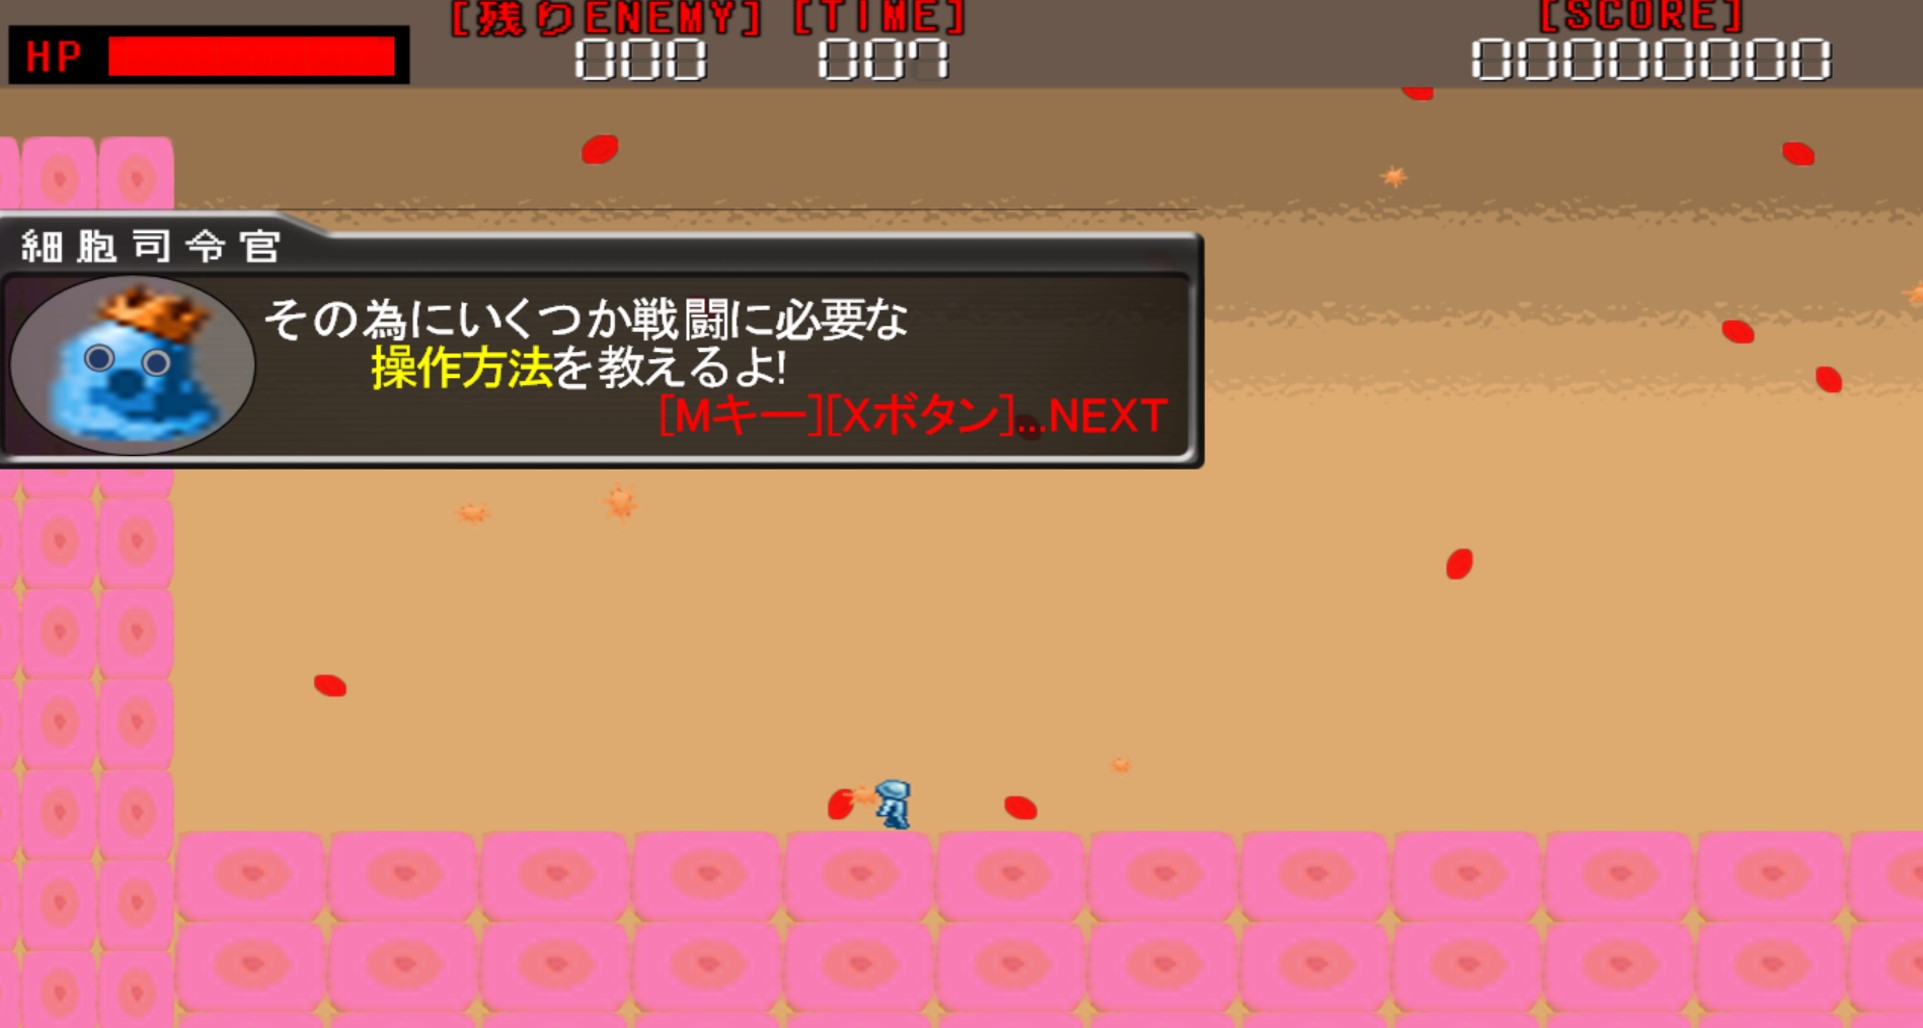 [残りENEMY] [TIME] [SCORE]
HP 000 007 00000000
細胞司令官
その為にいくつか戦闘に必要な
操作方法を教えるよ!
[Mキー][Xボタン]...NEXT